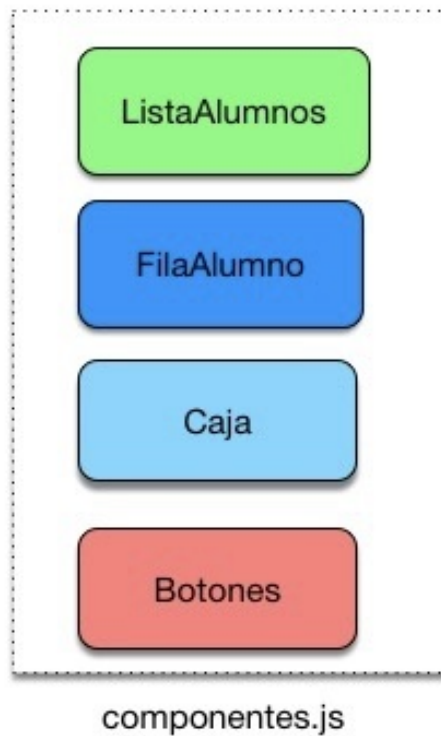 ListaAlumnos
FilaAlumno
Caja
Botones
componentes.js